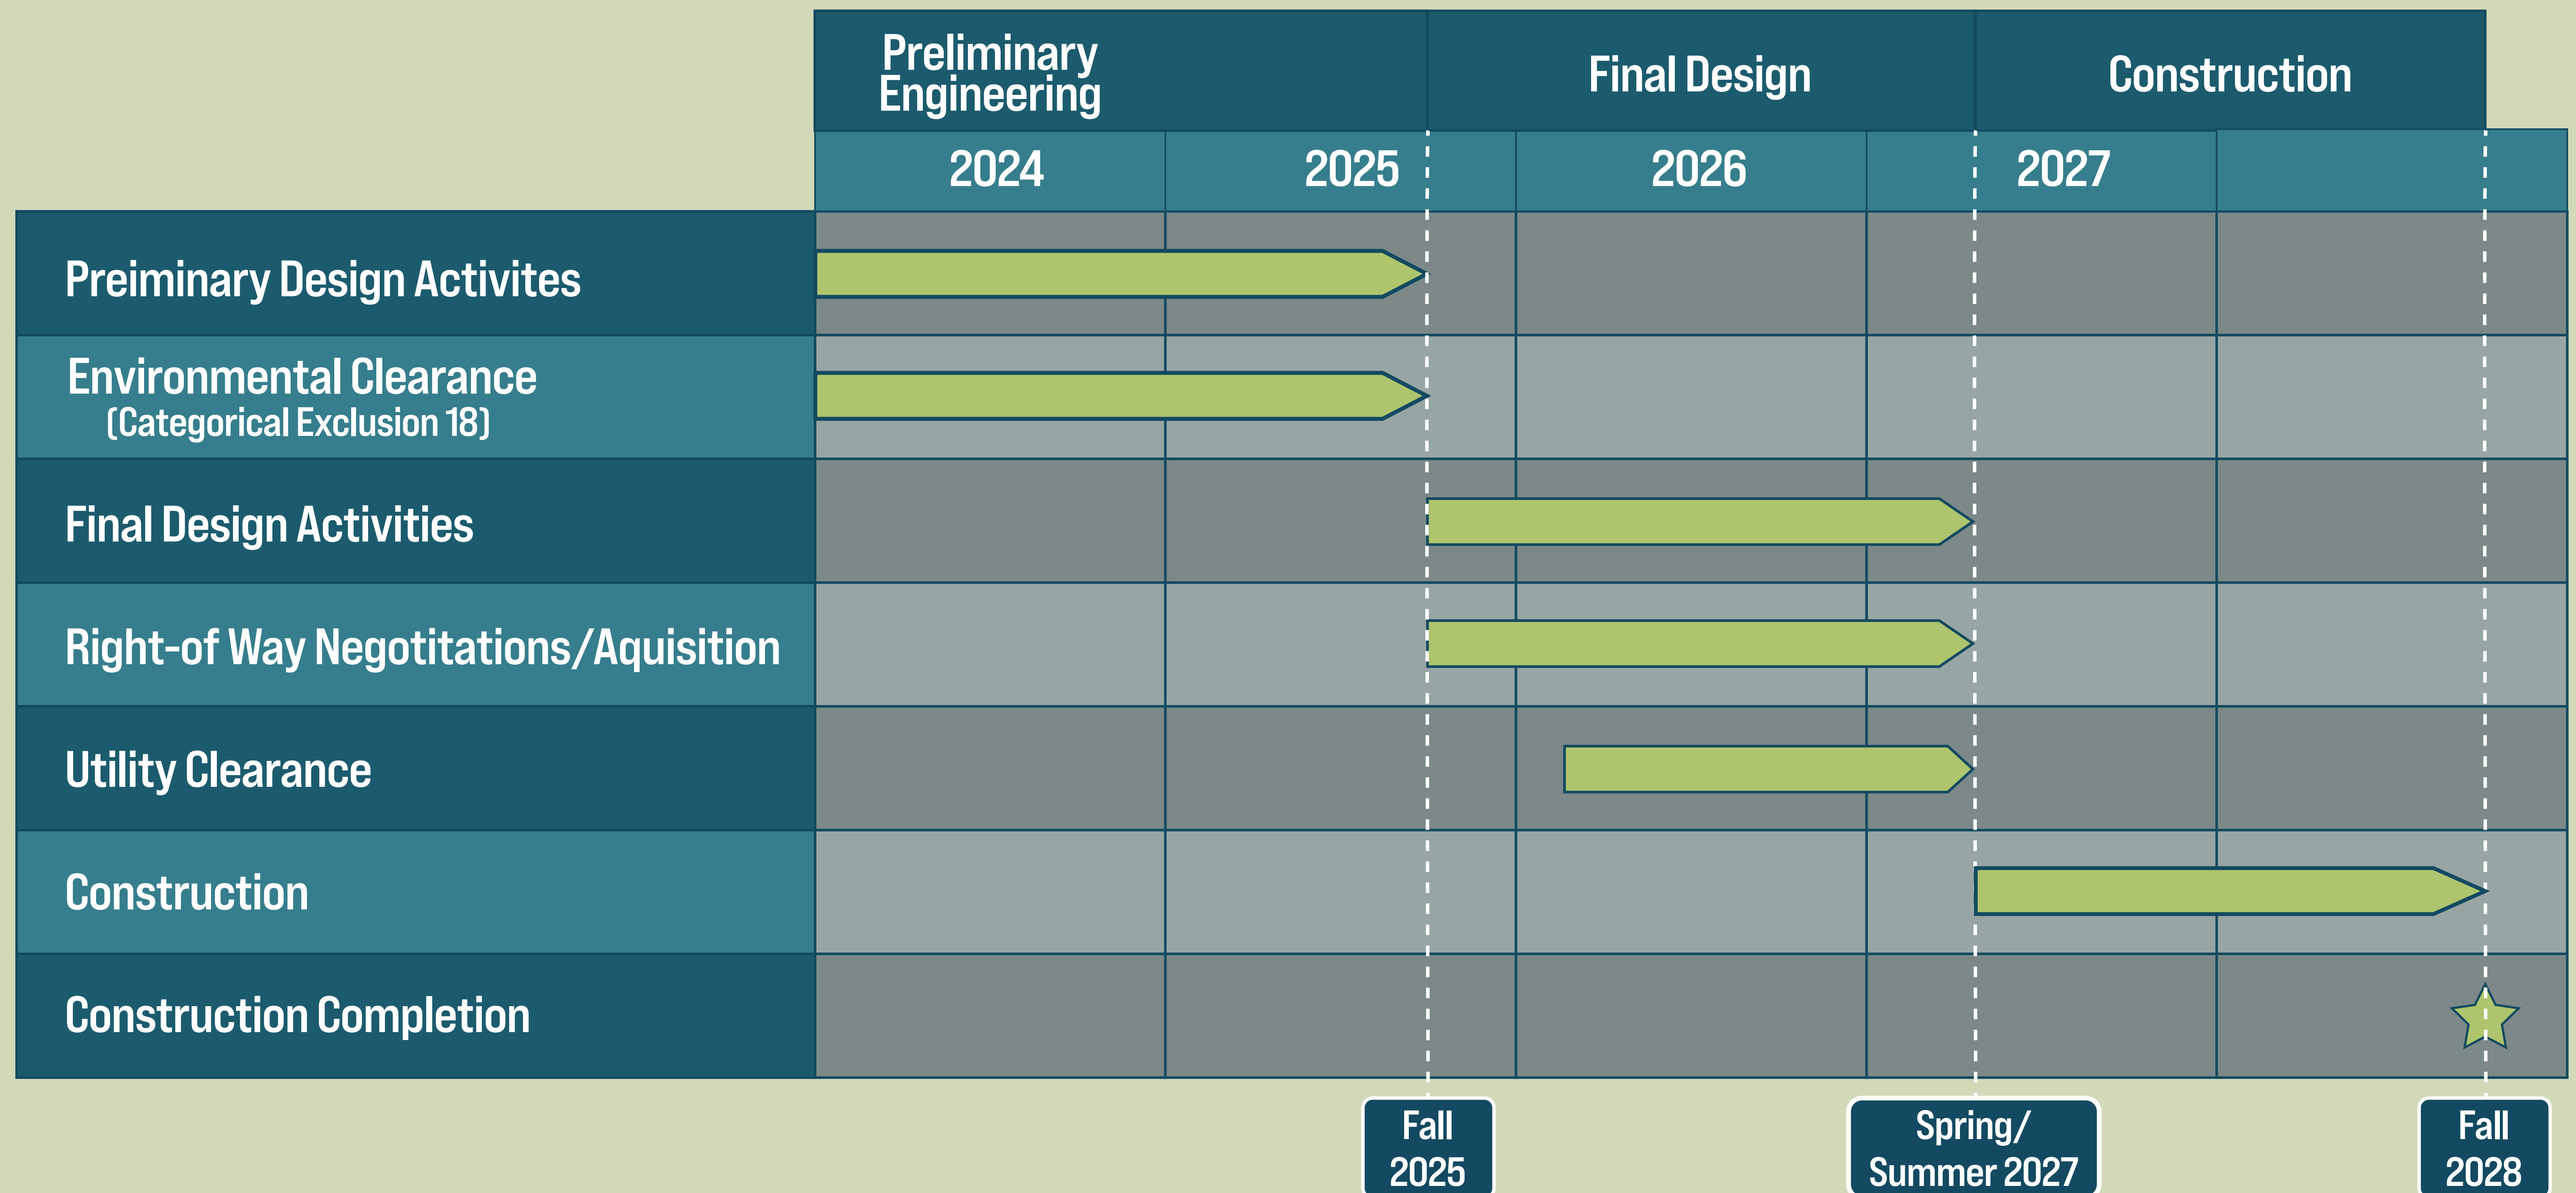 Preliminary
Engineering
Final Design
Construction
2024
2025
2026
2027
Preiminary Design Activites
Environmental Clearance
(Categorical Exclusion 18)
Final Design Activities
Right-of Way Negotitations/Aquisition
Utility Clearance
Construction
Construction Completion
Fall
2025
Spring/
Summer 2027
Fall
2028